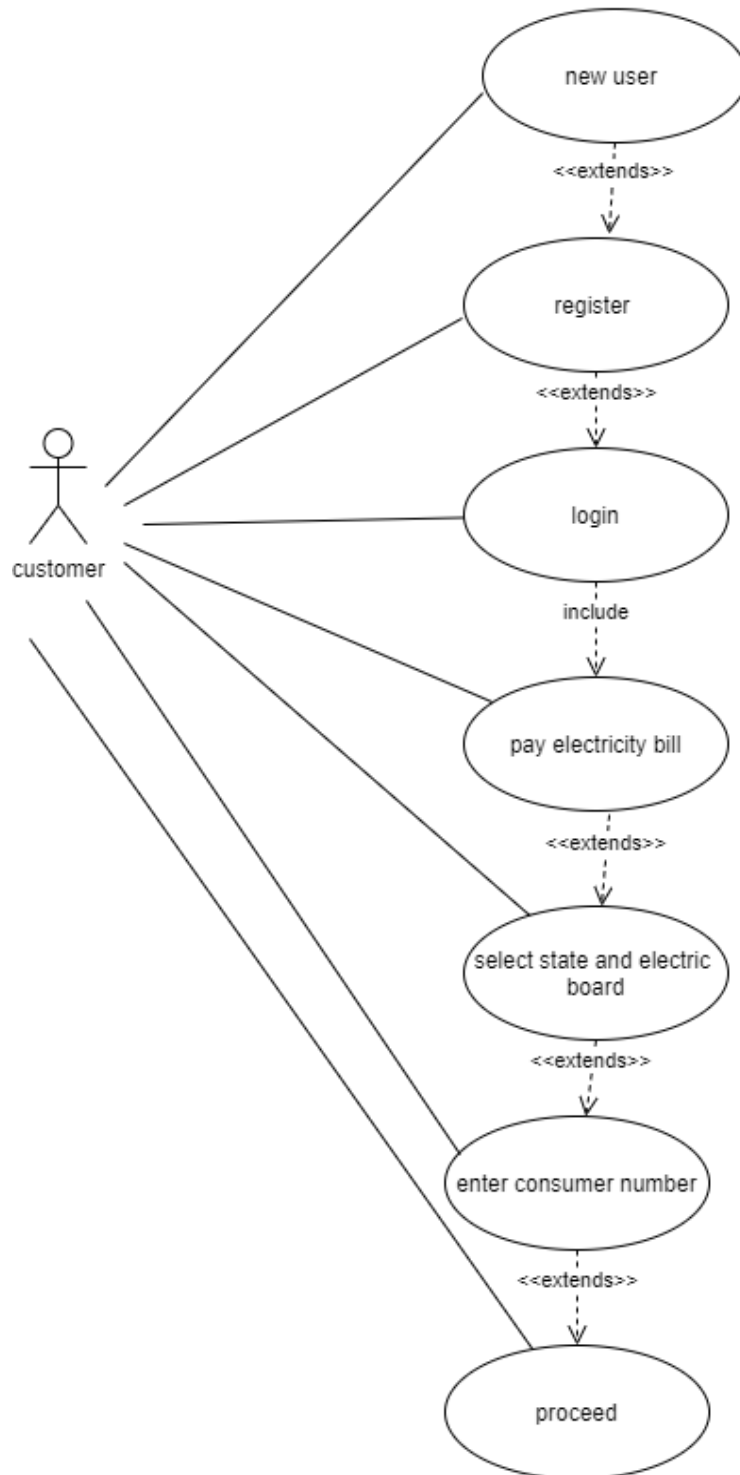 new user
<<extends>>
register
<<extends>>
login
customer
include
pay electricity bill
<<extends>>
select state and electric
board
<<extends>>
enter consumer number
<<extends>>
proceed